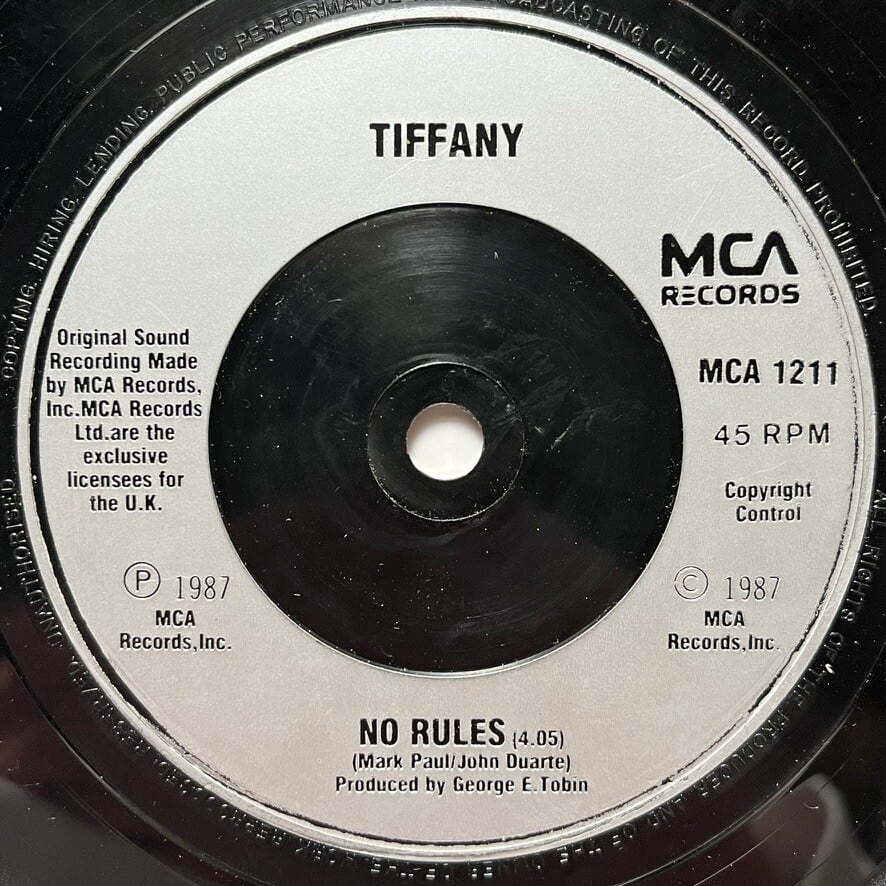 COPYING, HIRING, LENDING, PUBLIC PERFORMANCE BROADCASTING OF THIS RECORD PROHIBITED
TIFFANY
MCA
RECORDS
Original Sound
Recording Made
by MCA Records,
Inc.MCA Records
Ltd.are the
exclusive
licensees for
the U.K.
MCA 1211
45 RPM
Copyright
Control
Ⓟ 1987
MCA
Records,Inc.
© 1987
MCA
Records,Inc.
NO RULES (4.05)
(Mark Paul/John Duarte)
Produced by George E.Tobin
ALL RIGHTS OF THE PRODUCER AND OF THE OWNER OF THE WORK UNAUTHORISED